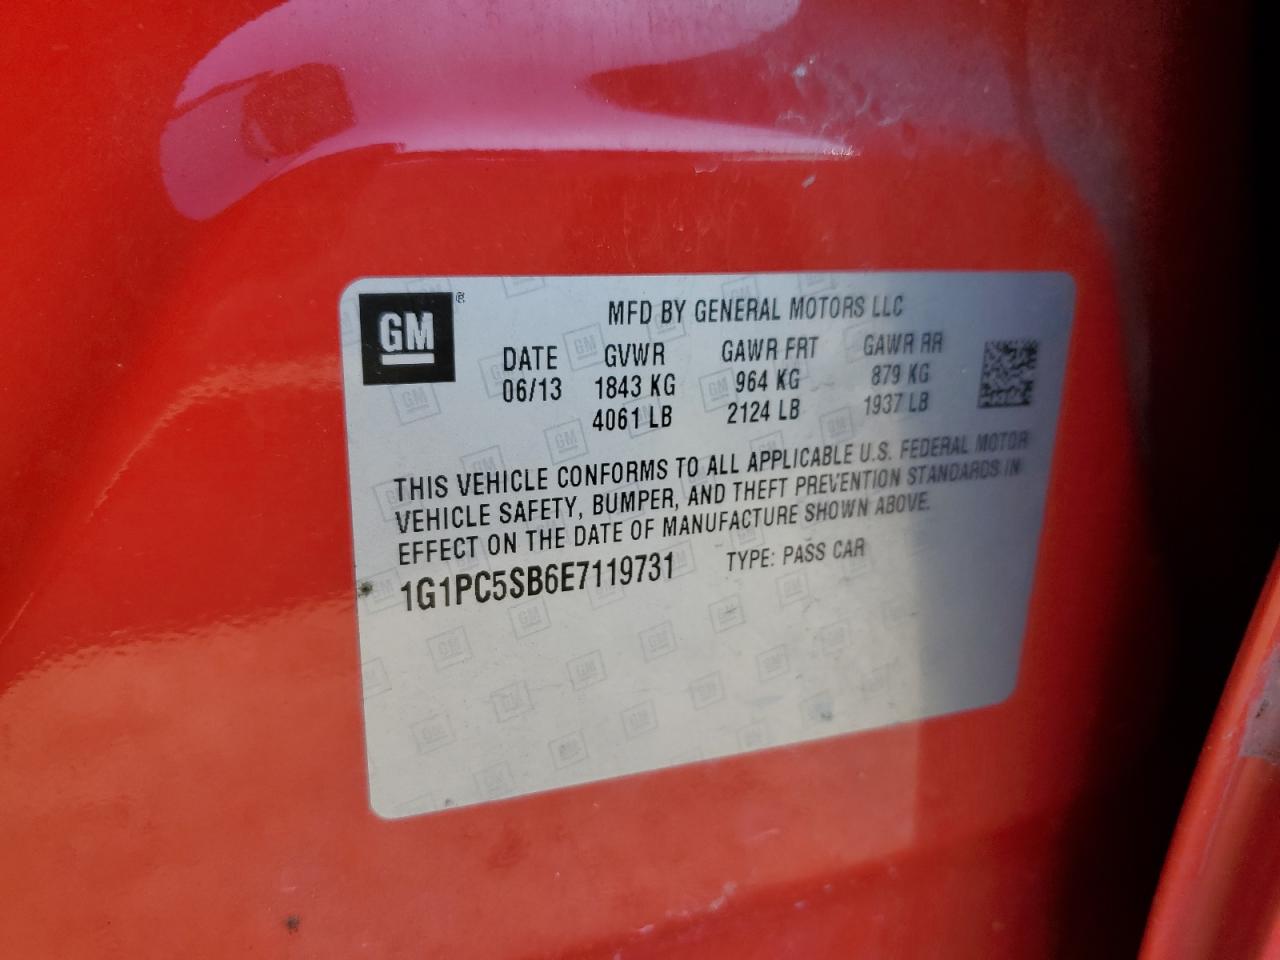 GM ®
MFD BY GENERAL MOTORS LLC
DATE GVWR GAWR FRT GAWR RR
06/13 1843 KG 964 KG 879 KG
4061 LB 2124 LB 1937 LB
THIS VEHICLE CONFORMS TO ALL APPLICABLE U.S. FEDERAL MOTOR
VEHICLE SAFETY, BUMPER, AND THEFT PREVENTION STANDARDS IN
EFFECT ON THE DATE OF MANUFACTURE SHOWN ABOVE.
1G1PC5SB6E7119731 TYPE: PASS CAR